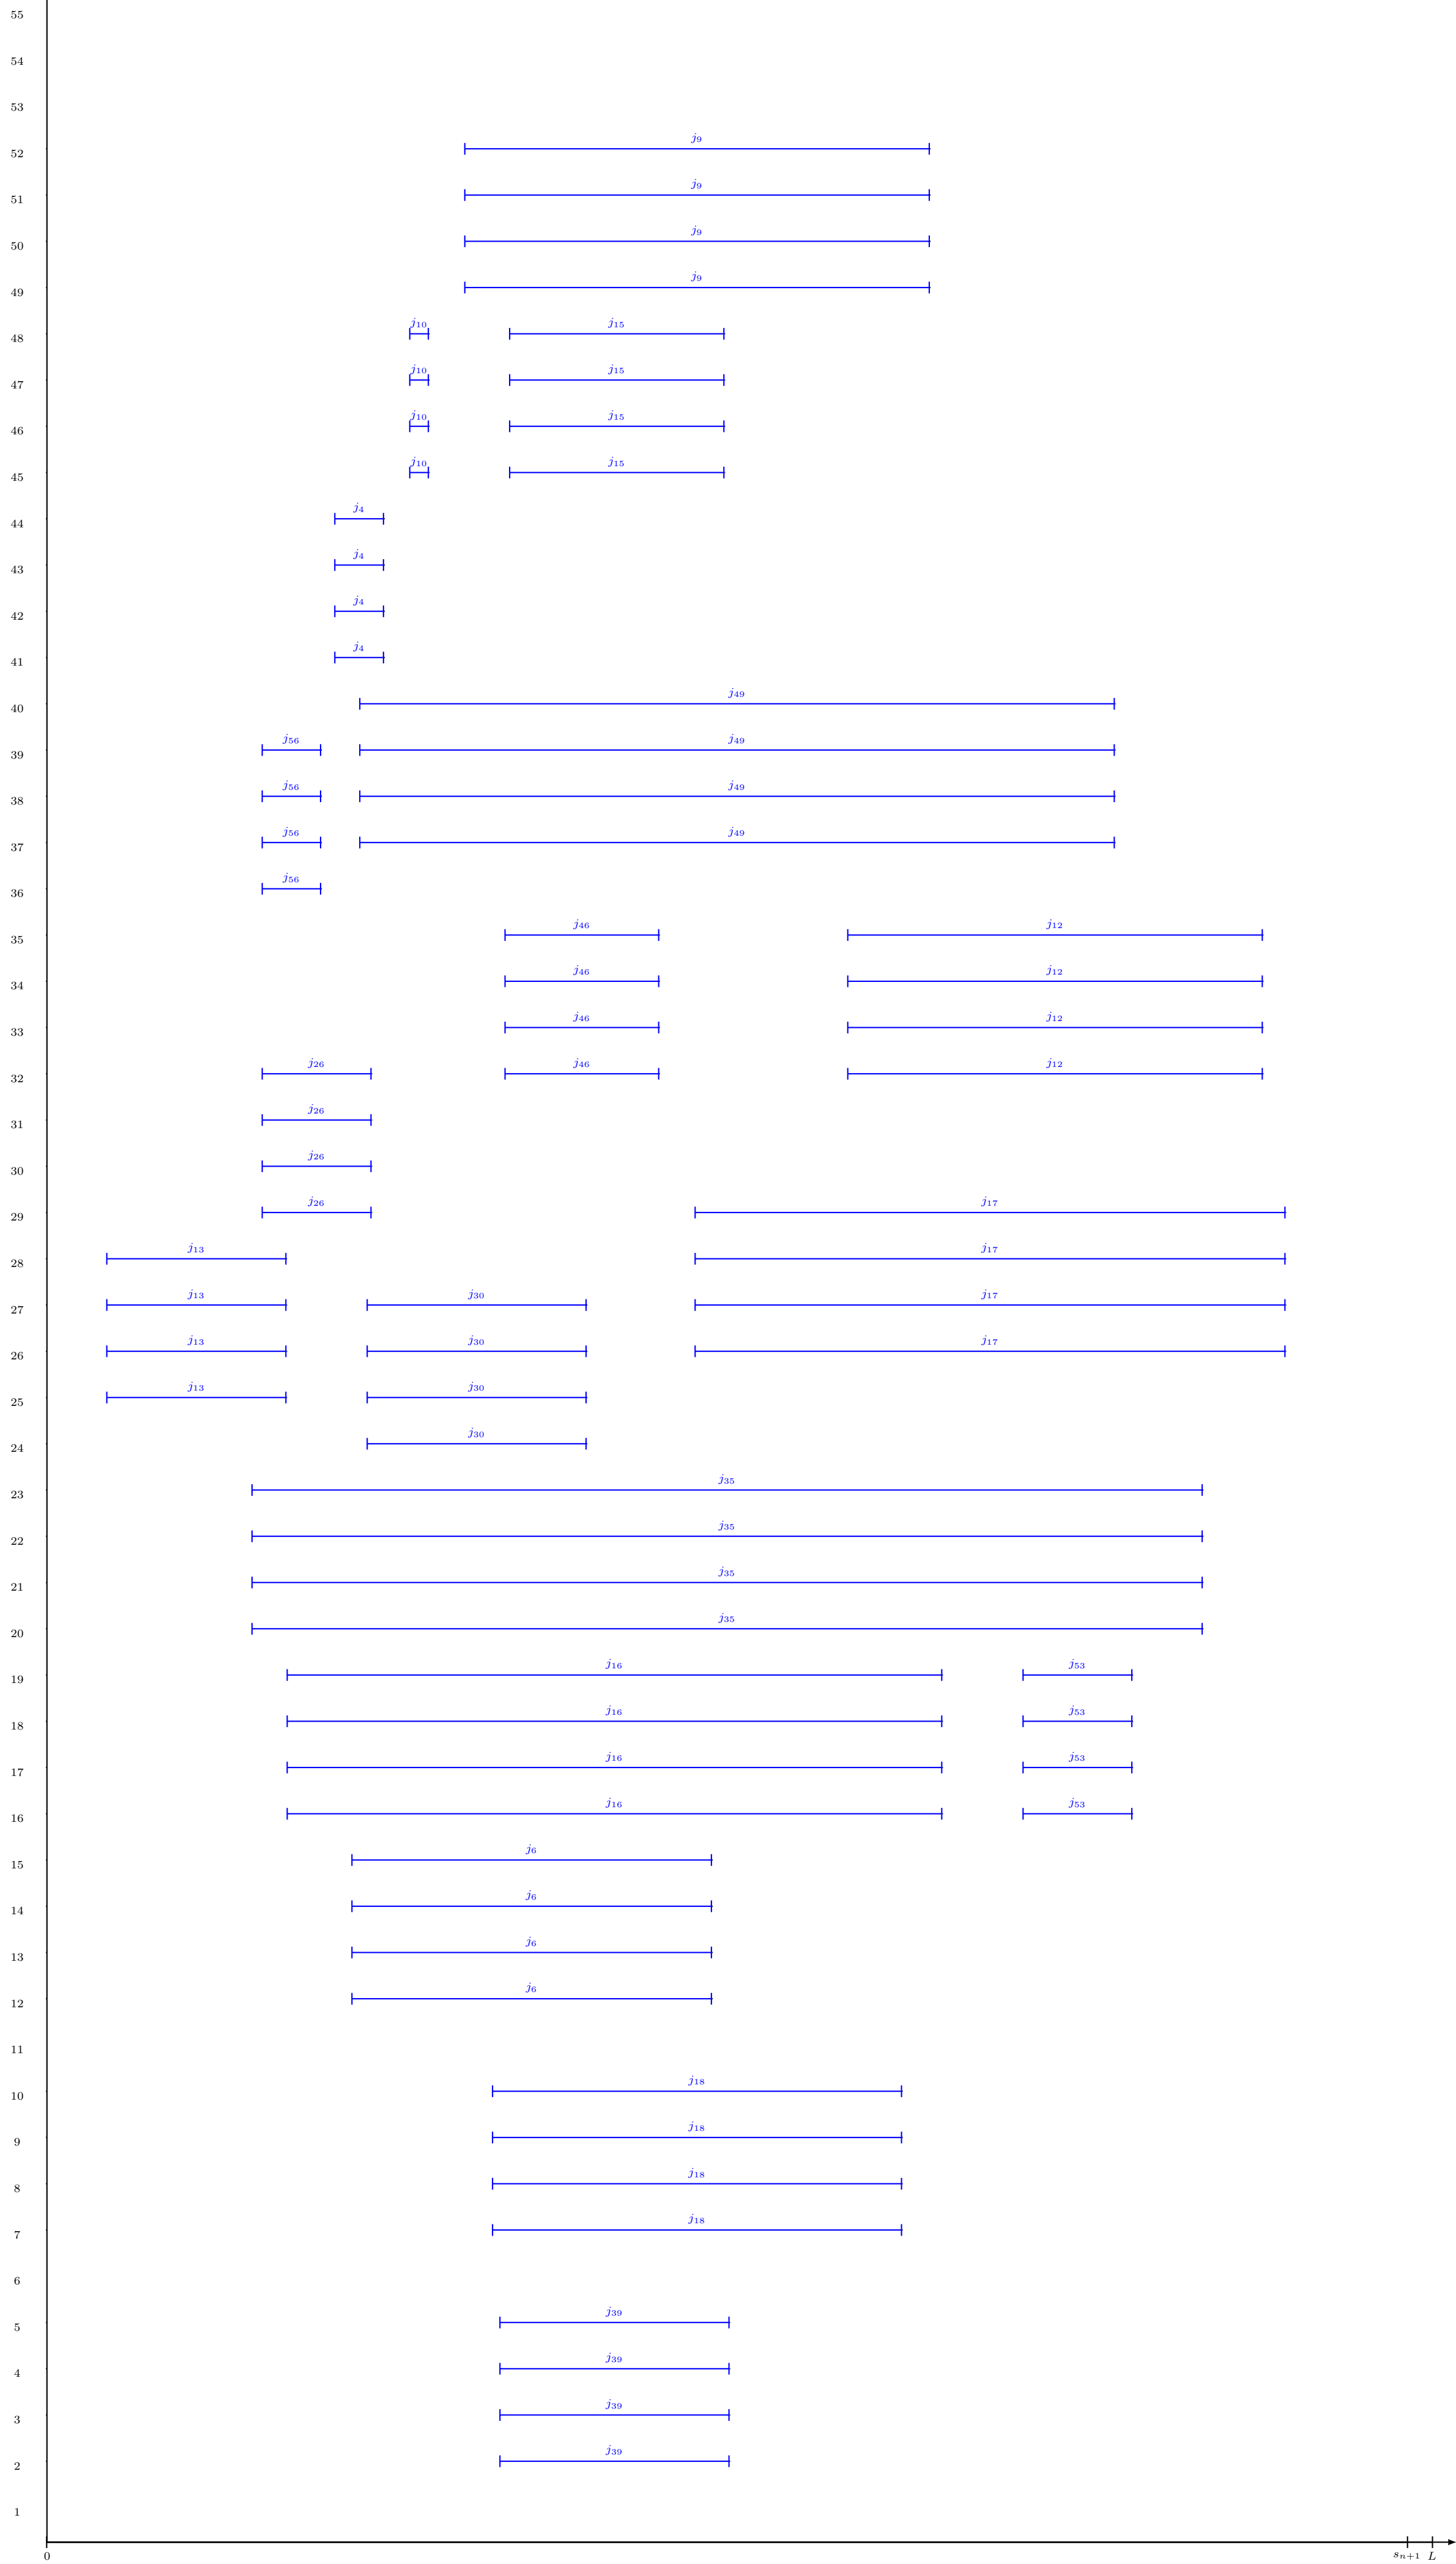 55
54
53
j₉
52
j₉
51
j₉
50
j₉
49
j₁₀ j₁₅
48
j₁₀ j₁₅
47
j₁₀ j₁₅
46
j₁₀ j₁₅
45
j₄
44
j₄
43
j₄
42
j₄
41
j₄₉
40
j₅₆ j₄₉
39
j₅₆ j₄₉
38
j₅₆ j₄₉
37
j₅₆
36
j₄₆ j₁₂
35
j₄₆ j₁₂
34
j₄₆ j₁₂
33
j₂₆ j₄₆ j₁₂
32
j₂₆
31
j₂₆
30
j₂₆ j₁₇
29
j₁₃ j₁₇
28
j₁₃ j₃₀ j₁₇
27
j₁₃ j₃₀ j₁₇
26
j₁₃ j₃₀
25
j₃₀
24
j₃₅
23
j₃₅
22
j₃₅
21
j₃₅
20
j₁₆ j₅₃
19
j₁₆ j₅₃
18
j₁₆ j₅₃
17
j₁₆ j₅₃
16
j₆
15
j₆
14
j₆
13
j₆
12
11
j₁₈
10
j₁₈
9
j₁₈
8
j₁₈
7
6
j₃₉
5
j₃₉
4
j₃₉
3
j₃₉
2
1
0 sₙ₊₁ L